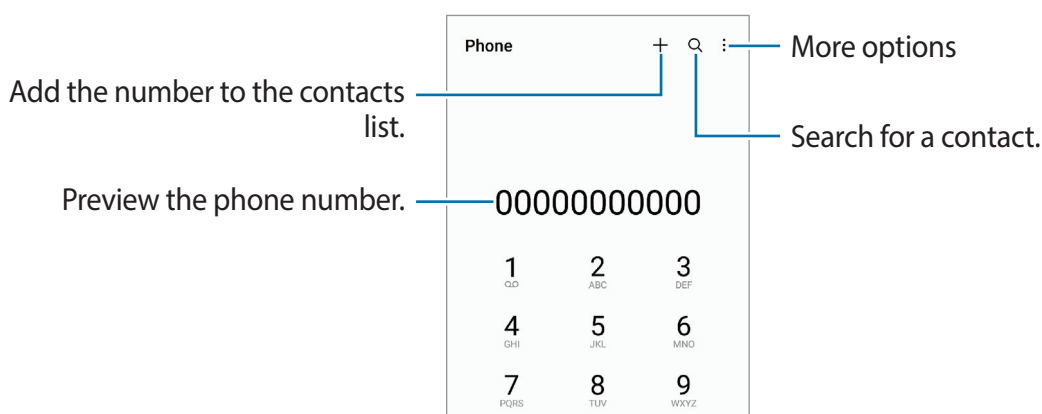 Phone
More options
Add the number to the contacts
list.
Search for a contact.
Preview the phone number.
00000000000
1 2 3
ABC DEF
4 5 6
GHI JKL MNO
7 8 9
PQRS TUV WXYZ